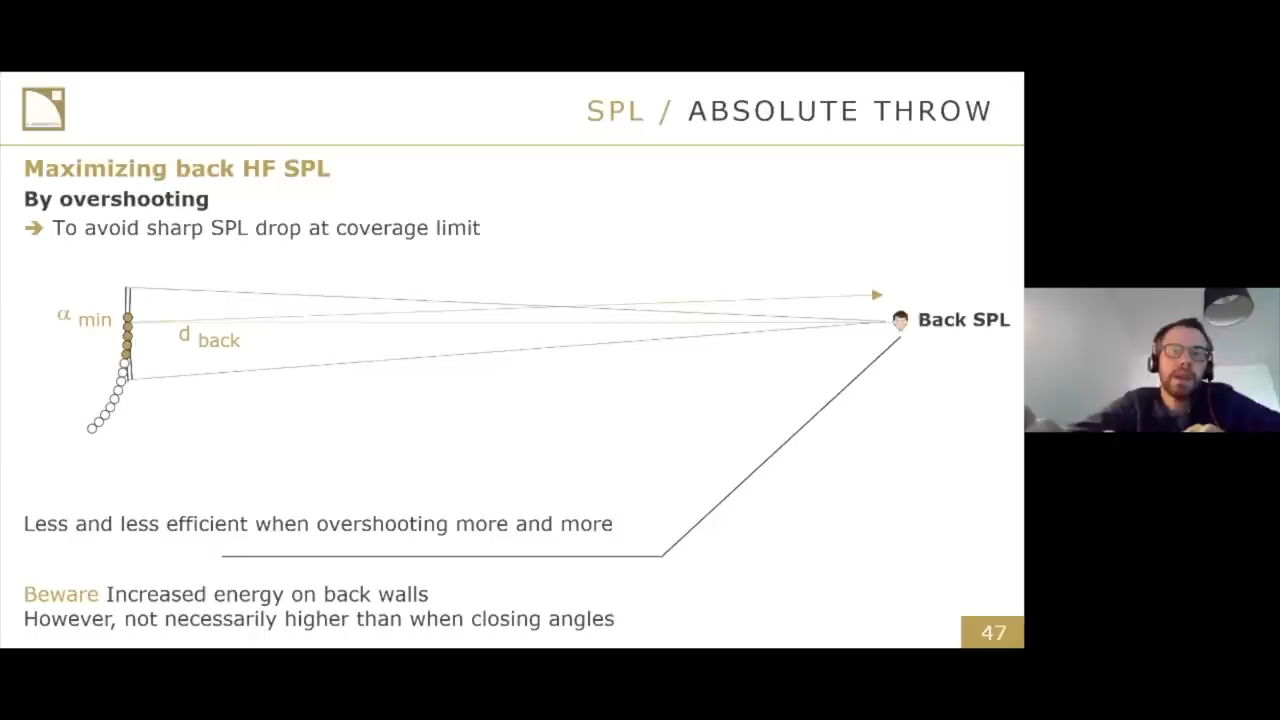 SPL / ABSOLUTE THROW
Maximizing back HF SPL
By overshooting
➔ To avoid sharp SPL drop at coverage limit
α min
d back
Back SPL
Less and less efficient when overshooting more and more
Beware Increased energy on back walls
However, not necessarily higher than when closing angles
47